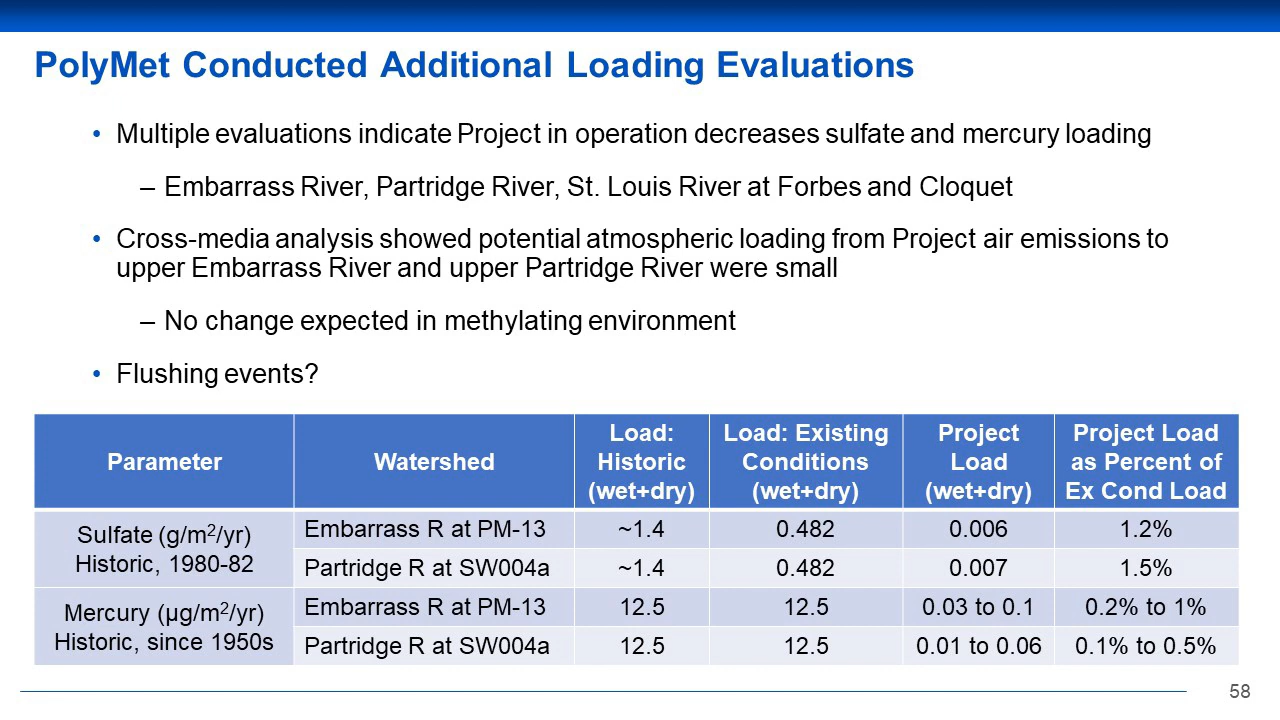 PolyMet Conducted Additional Loading Evaluations
• Multiple evaluations indicate Project in operation decreases sulfate and mercury loading
– Embarrass River, Partridge River, St. Louis River at Forbes and Cloquet
• Cross-media analysis showed potential atmospheric loading from Project air emissions to
upper Embarrass River and upper Partridge River were small
– No change expected in methylating environment
• Flushing events?
Parameter
Watershed
Load:
Historic
(wet+dry)
Load: Existing
Conditions
(wet+dry)
Project
Load
(wet+dry)
Project Load
as Percent of
Ex Cond Load
Sulfate (g/m²/yr)
Historic, 1980-82
Embarrass R at PM-13 ~1.4 0.482 0.006 1.2%
Partridge R at SW004a ~1.4 0.482 0.007 1.5%
Mercury (µg/m²/yr)
Historic, since 1950s
Embarrass R at PM-13 12.5 12.5 0.03 to 0.1 0.2% to 1%
Partridge R at SW004a 12.5 12.5 0.01 to 0.06 0.1% to 0.5%
58